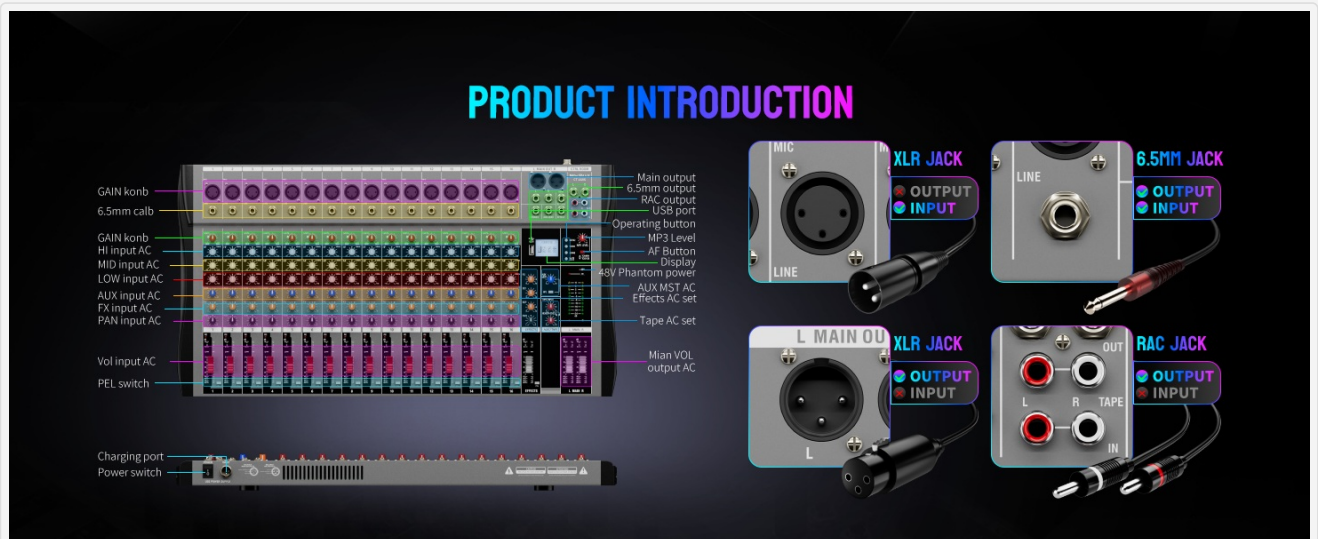 PRODUCT INTRODUCTION
GAIN konb
6.5mm calb
GAIN konb
HI input AC
MID input AC
LOW input AC
AUX input AC
FX input AC
PAN input AC
Vol input AC
PEL switch
Main output
6.5mm output
RAC output
USB port
Operating button
MP3 Level
AF Button
Display
48V Phantom power
AUX MST AC
Effects AC set
Tape AC set
Mian VOL
output AC
EFFECTS
L MAIN R
Charging port
Power switch
MIC
LINE
XLR JACK
OUTPUT
INPUT
LINE
6.5MM JACK
OUTPUT
INPUT
L MAIN OU
L
XLR JACK
OUTPUT
INPUT
OUT
L R TAPE
IN
RAC JACK
OUTPUT
INPUT